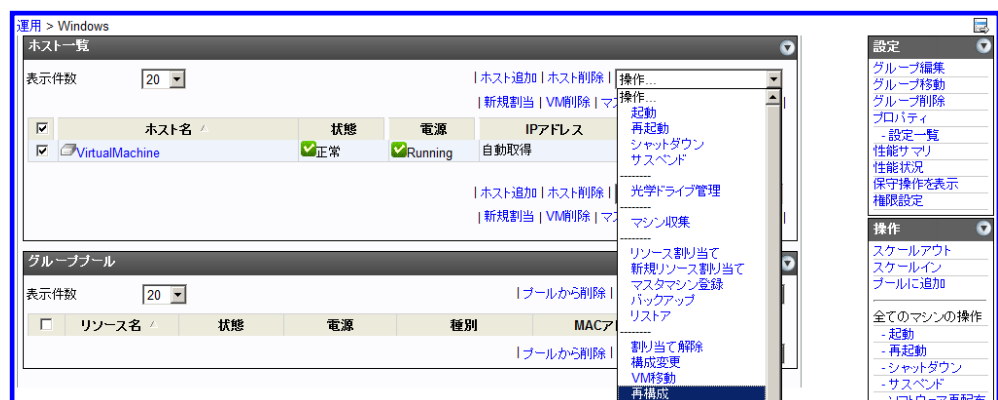 運用 > Windows
ホスト一覧
表示件数 20
| ホスト追加 | ホスト削除 | 操作...
| 新規割当 | VM削除 | マス
ホスト名 状態 電源 IPアドレス
VirtualMachine 正常 Running 自動取得
| ホスト追加 | ホスト削除 |
| 新規割当 | VM削除 | マス
グループプール
表示件数 20
| プールから削除 |
リソース名 状態 電源 種別 MACア
| プールから削除 |
操作...
起動
再起動
シャットダウン
サスペンド
--------
光学ドライブ管理
--------
マシン収集
--------
リソース割り当て
新規リソース割り当て
マスタマシン登録
バックアップ
リストア
--------
割り当て解除
構成変更
VM移動
再構成
設定
グループ編集
グループ移動
グループ削除
プロパティ
- 設定一覧
性能サマリ
性能状況
保守操作を表示
権限設定
操作
スケールアウト
スケールイン
プールに追加
全てのマシンの操作
- 起動
- 再起動
- シャットダウン
- サスペンド
- ソフトウェア再配布